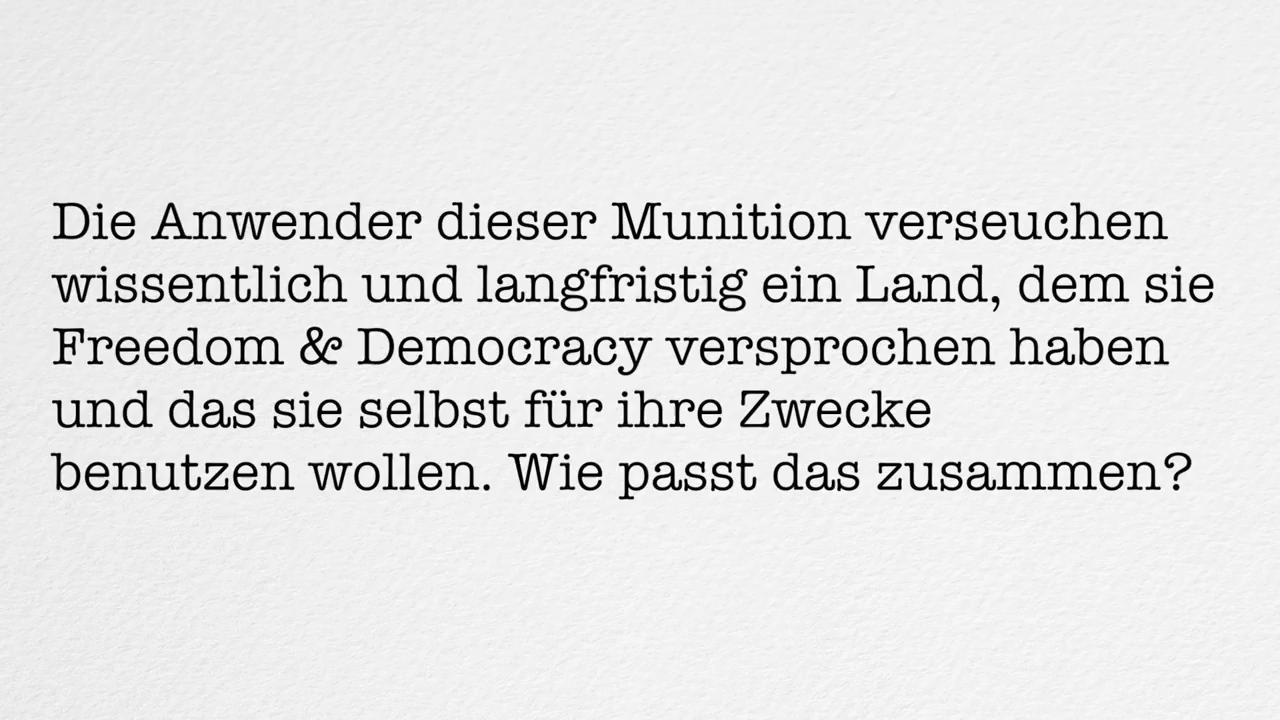 Die Anwender dieser Munition verseuchen
wissentlich und langfristig ein Land, dem sie
Freedom & Democracy versprochen haben
und das sie selbst für ihre Zwecke
benutzen wollen. Wie passt das zusammen?